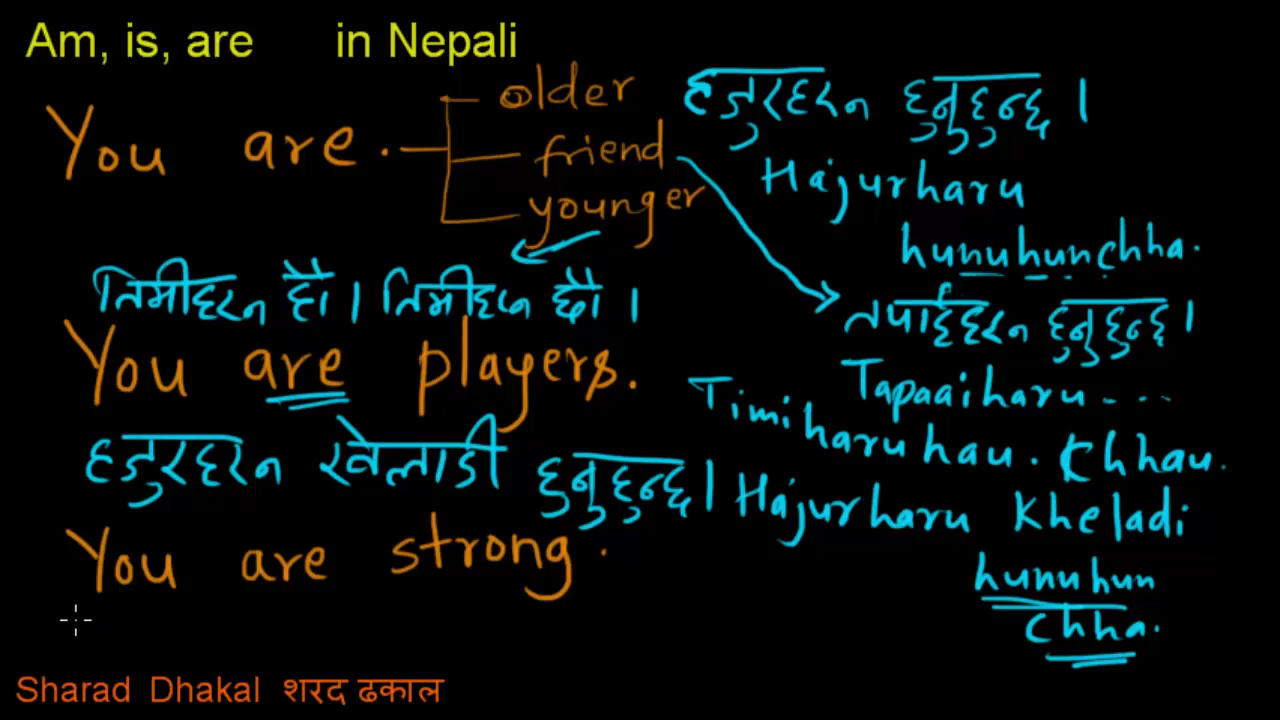 Am, is, are in Nepali
You are.
older
friend
younger
हजुरहरू हुनुहुन्छ।
Hajurharu
hunuhunchha.
तपाईहरू हुनुहुन्छ।
Tapaaiharu ...
तिमीहरू हौ। तिमीहरू छौ।
Timiharu hau. Chhau.
You are players.
हजुरहरू खेलाडी हुनुहुन्छ। Hajurharu Kheladi
hunuhun
chha.
You are strong.
Sharad Dhakal शरद ढकाल